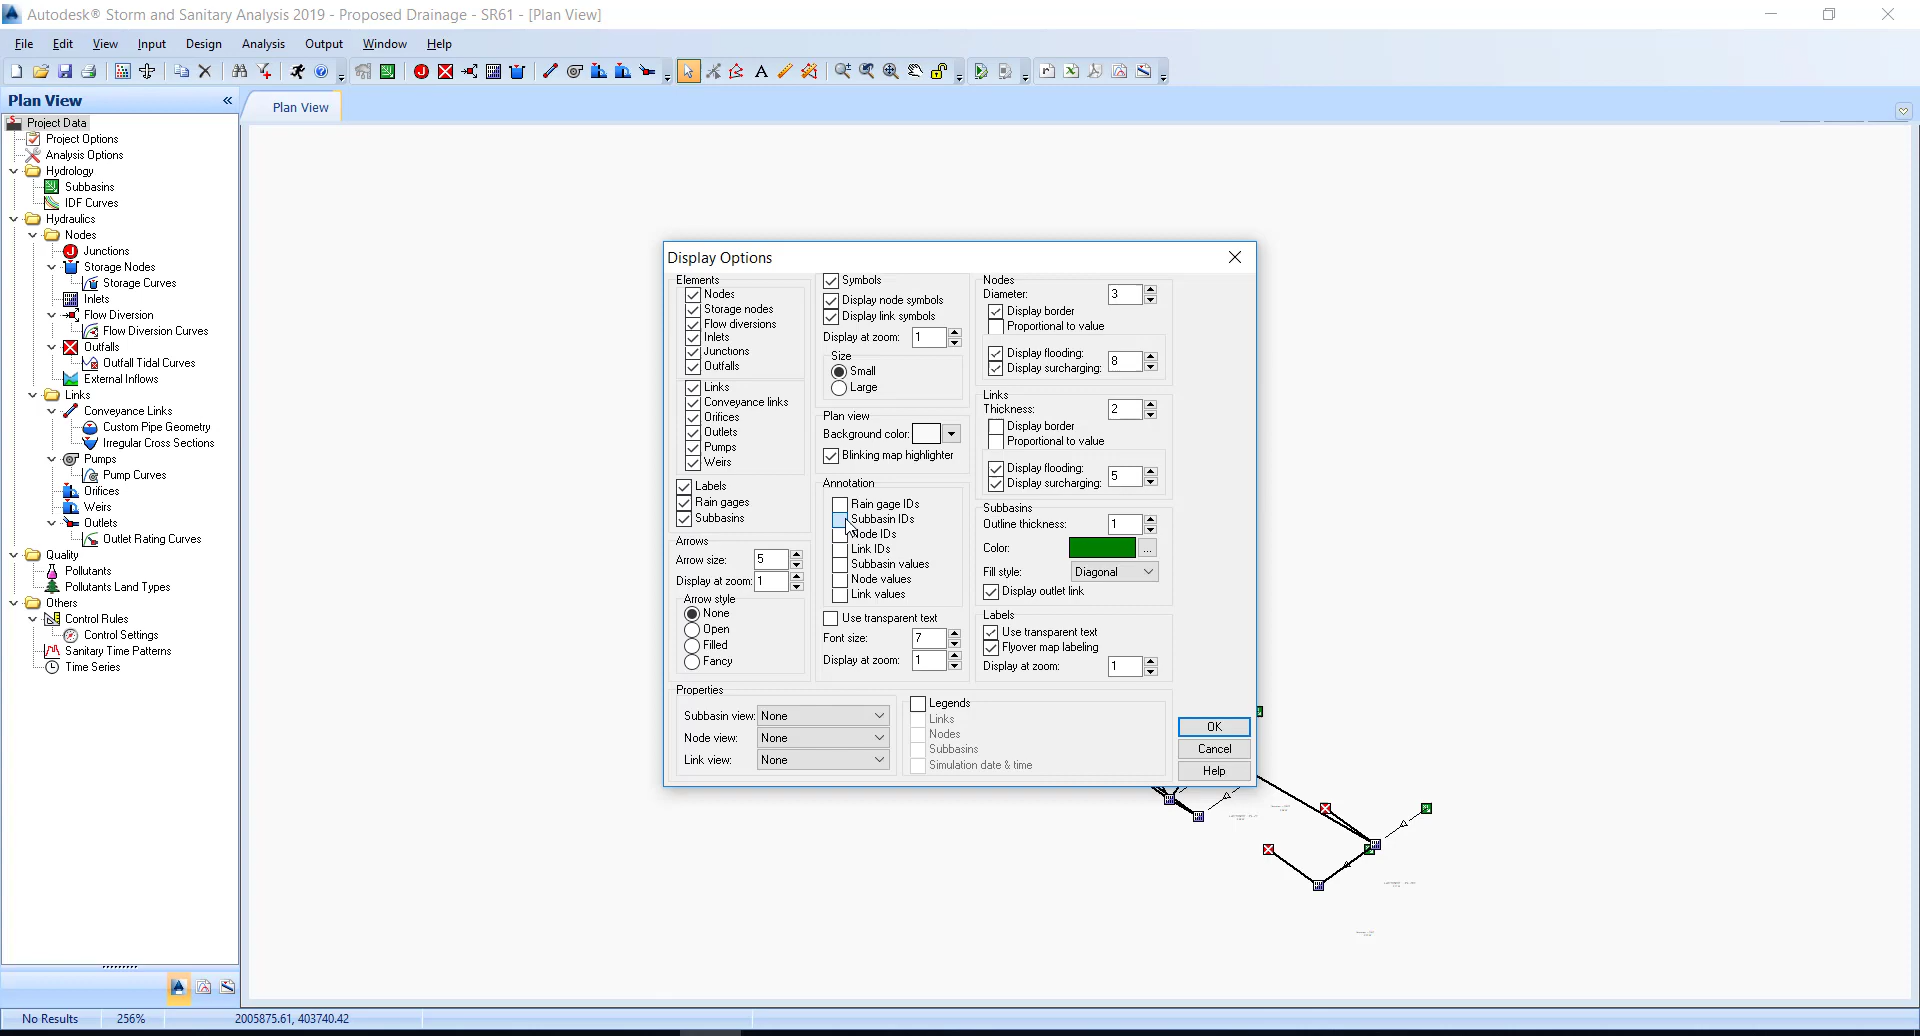 Autodesk® Storm and Sanitary Analysis 2019 - Proposed Drainage - SR61 - [Plan View]
File Edit View Input Design Analysis Output Window Help
Plan View
Project Data
Project Options
Analysis Options
Hydrology
Subbasins
IDF Curves
Hydraulics
Nodes
Junctions
Storage Nodes
Storage Curves
Inlets
Flow Diversion
Flow Diversion Curves
Outfalls
Outfall Tidal Curves
External Inflows
Links
Conveyance Links
Custom Pipe Geometry
Irregular Cross Sections
Pumps
Pump Curves
Orifices
Weirs
Outlets
Outlet Rating Curves
Quality
Pollutants
Pollutants Land Types
Others
Control Rules
Control Settings
Sanitary Time Patterns
Time Series
Plan View
Display Options
Elements
Nodes
Storage nodes
Flow diversions
Inlets
Junctions
Outfalls
Links
Conveyance links
Orifices
Outlets
Pumps
Weirs
Labels
Rain gages
Subbasins
Arrows
Arrow size: 5
Display at zoom: 1
Arrow style
None
Open
Filled
Fancy
Symbols
Display node symbols
Display link symbols
Display at zoom: 1
Size
Small
Large
Plan view
Background color:
Blinking map highlighter
Annotation
Rain gage IDs
Subbasin IDs
Node IDs
Link IDs
Subbasin values
Node values
Link values
Use transparent text
Font size: 7
Display at zoom: 1
Nodes
Diameter: 3
Display border
Proportional to value
Display flooding:
Display surcharging: 8
Links
Thickness: 2
Display border
Proportional to value
Display flooding:
Display surcharging: 5
Subbasins
Outline thickness: 1
Color: ...
Fill style: Diagonal
Display outlet link
Labels
Use transparent text
Flyover map labeling
Display at zoom: 1
Properties
Subbasin view: None
Node view: None
Link view: None
Legends
Links
Nodes
Subbasins
Simulation date & time
OK
Cancel
Help
No Results 256% 2005875.61, 403740.42